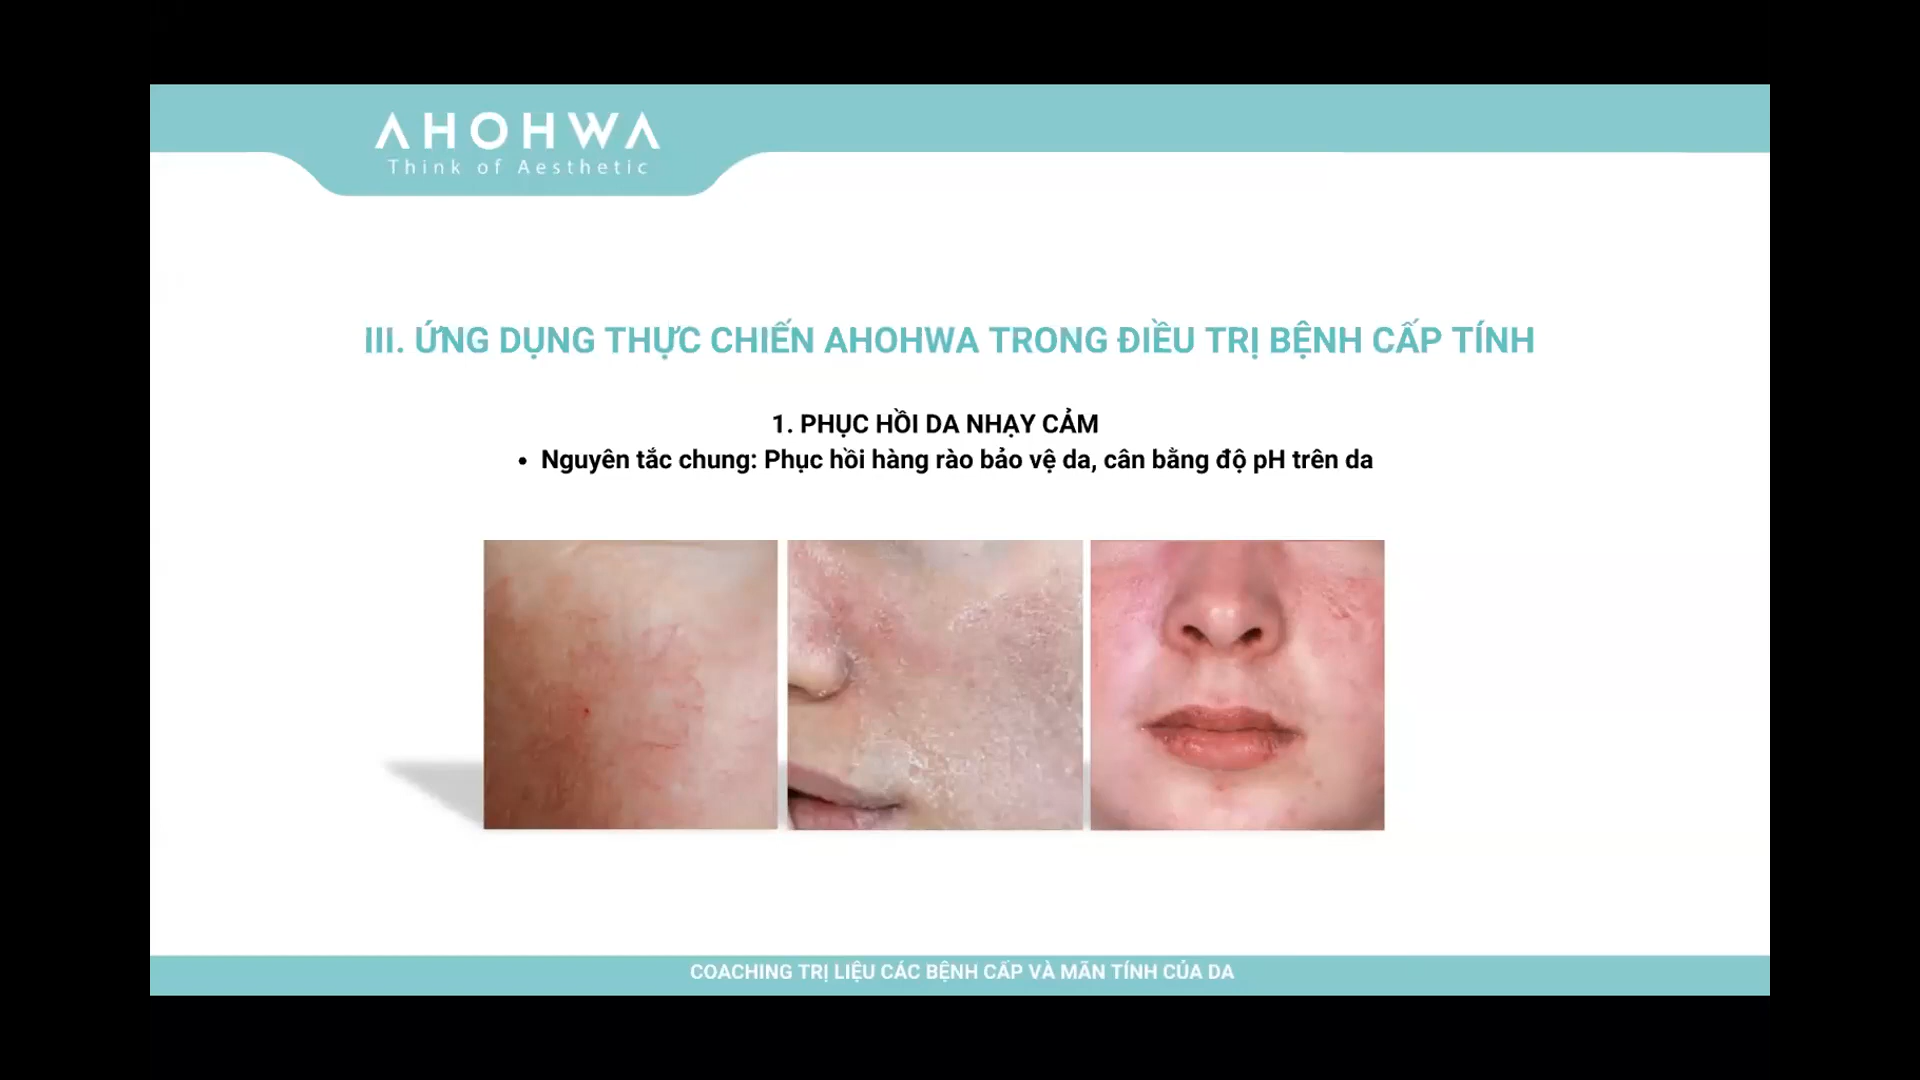 AHOHWA
Think of Aesthetic
III. ỨNG DỤNG THỰC CHIẾN AHOHWA TRONG ĐIỀU TRỊ BỆNH CẤP TÍNH
1. PHỤC HỒI DA NHẠY CẢM
• Nguyên tắc chung: Phục hồi hàng rào bảo vệ da, cân bằng độ pH trên da
COACHING TRỊ LIỆU CÁC BỆNH CẤP VÀ MÃN TÍNH CỦA DA